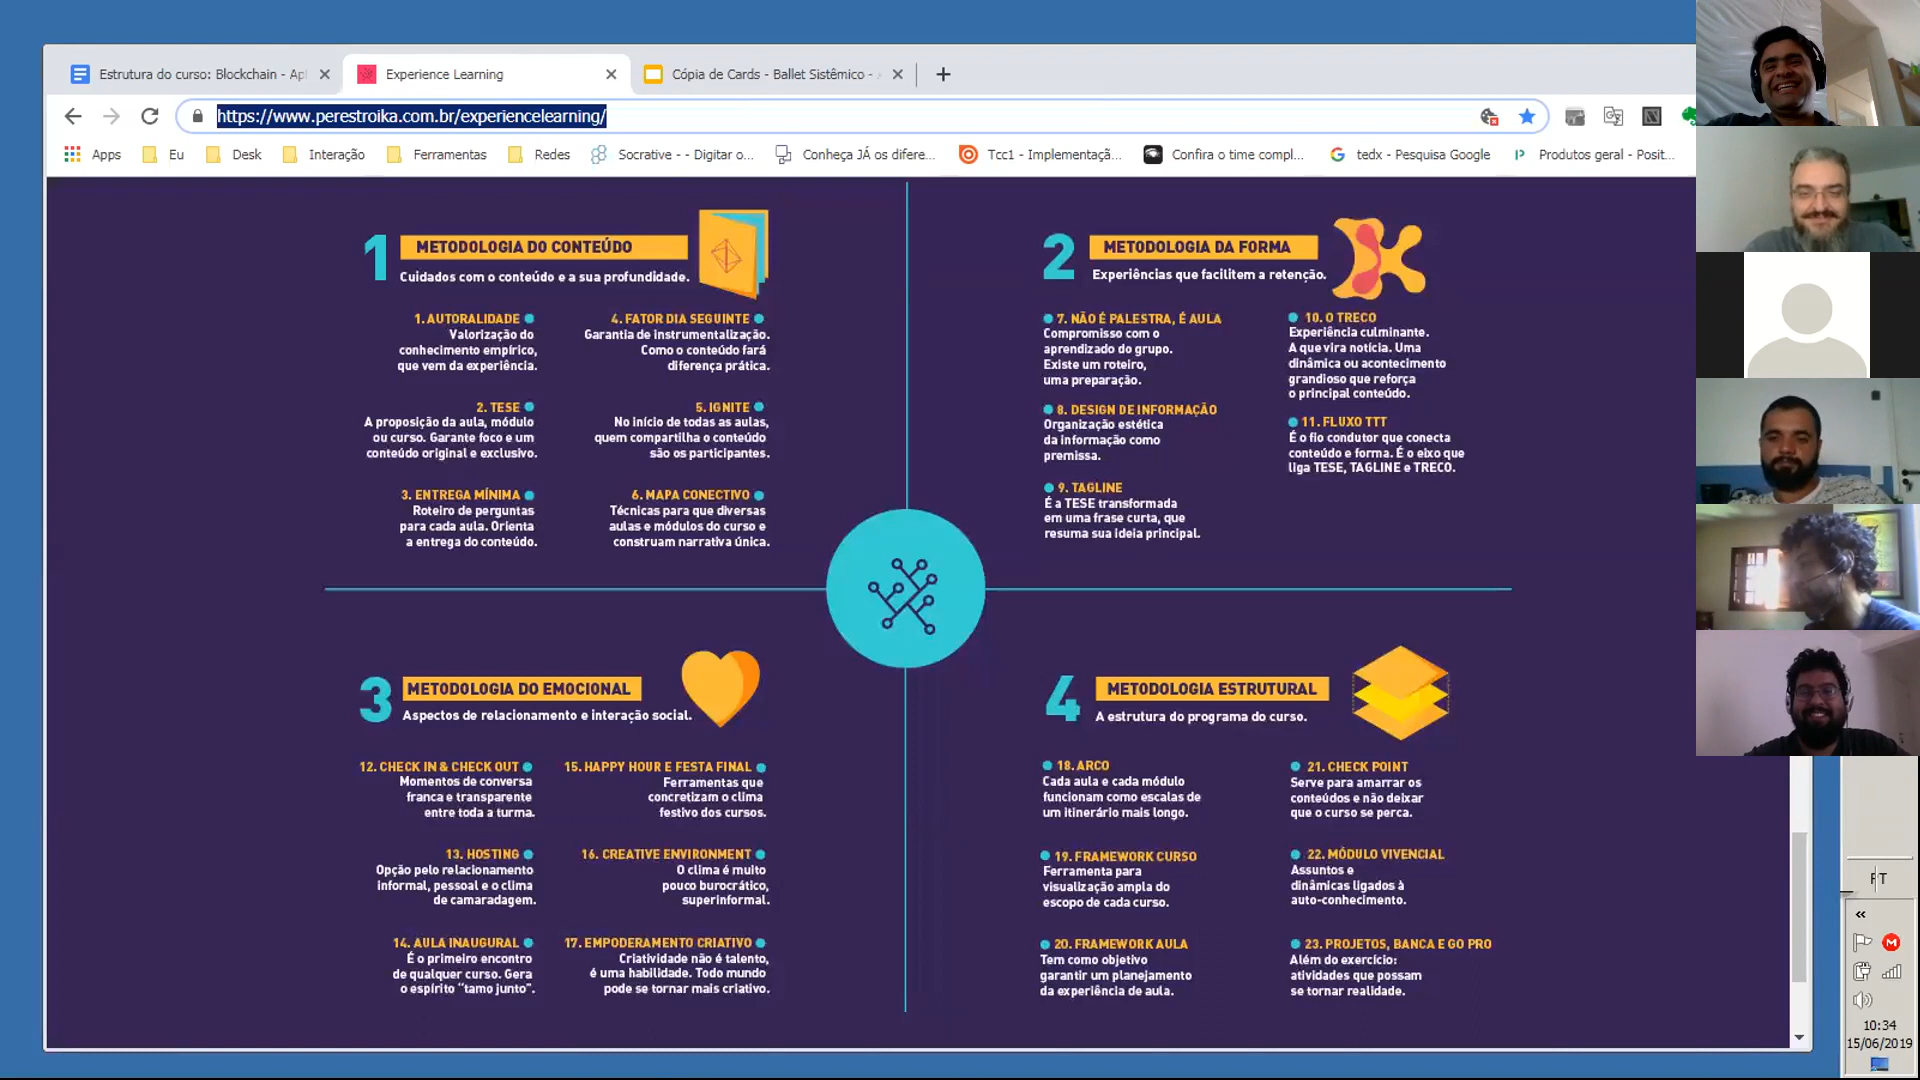 Estrutura do curso: Blockchain - Apl
Experience Learning
Cópia de Cards - Ballet Sistêmico -
https://www.perestroika.com.br/experiencelearning/
Apps
Eu
Desk
Interação
Ferramentas
Redes
Socrative - - Digitar o...
Conheça JÁ os difere...
Tcc1 - Implementaçã...
Confira o time compl...
tedx - Pesquisa Google
Produtos geral - Posit...
1
METODOLOGIA DO CONTEÚDO
Cuidados com o conteúdo e a sua profundidade.
1. AUTORALIDADE
Valorização do
conhecimento empírico,
que vem da experiência.
2. TESE
A proposição da aula, módulo
ou curso. Garante foco e um
conteúdo original e exclusivo.
3. ENTREGA MÍNIMA
Roteiro de perguntas
para cada aula. Orienta
a entrega do conteúdo.
4. FATOR DIA SEGUINTE
Garantia de instrumentalização.
Como o conteúdo fará
diferença prática.
5. IGNITE
No início de todas as aulas,
quem compartilha o conteúdo
são os participantes.
6. MAPA CONECTIVO
Técnicas para que diversas
aulas e módulos do curso e
construam narrativa única.
2
METODOLOGIA DA FORMA
Experiências que facilitem a retenção.
7. NÃO É PALESTRA, É AULA
Compromisso com o
aprendizado do grupo.
Existe um roteiro,
uma preparação.
8. DESIGN DE INFORMAÇÃO
Organização estética
da informação como
premissa.
9. TAGLINE
É a TESE transformada
em uma frase curta, que
resuma sua ideia principal.
10. O TRECO
Experiência culminante.
A que vira notícia. Uma
dinâmica ou acontecimento
grandioso que reforça
o principal conteúdo.
11. FLUXO TTT
É o fio condutor que conecta
conteúdo e forma. É o eixo que
liga TESE, TAGLINE e TRECO.
3
METODOLOGIA DO EMOCIONAL
Aspectos de relacionamento e interação social.
12. CHECK IN & CHECK OUT
Momentos de conversa
franca e transparente
entre toda a turma.
13. HOSTING
Opção pelo relacionamento
informal, pessoal e o clima
de camaradagem.
14. AULA INAUGURAL
É o primeiro encontro
de qualquer curso. Gera
o espírito "tamo junto".
15. HAPPY HOUR E FESTA FINAL
Ferramentas que
concretizam o clima
festivo dos cursos.
16. CREATIVE ENVIRONMENT
O clima é muito
pouco burocrático,
superinformal.
17. EMPODERAMENTO CRIATIVO
Criatividade não é talento,
é uma habilidade. Todo mundo
pode se tornar mais criativo.
4
METODOLOGIA ESTRUTURAL
A estrutura do programa do curso.
18. ARCO
Cada aula e cada módulo
funcionam como escalas de
um itinerário mais longo.
19. FRAMEWORK CURSO
Ferramenta para
visualização ampla do
escopo de cada curso.
20. FRAMEWORK AULA
Tem como objetivo
garantir um planejamento
da experiência de aula.
21. CHECK POINT
Serve para amarrar os
conteúdos e não deixar
que o curso se perca.
22. MÓDULO VIVENCIAL
Assuntos e
dinâmicas ligados à
auto-conhecimento.
23. PROJETOS, BANCA E GO PRO
Além do exercício:
atividades que possam
se tornar realidade.
PT
10:34
15/06/2019